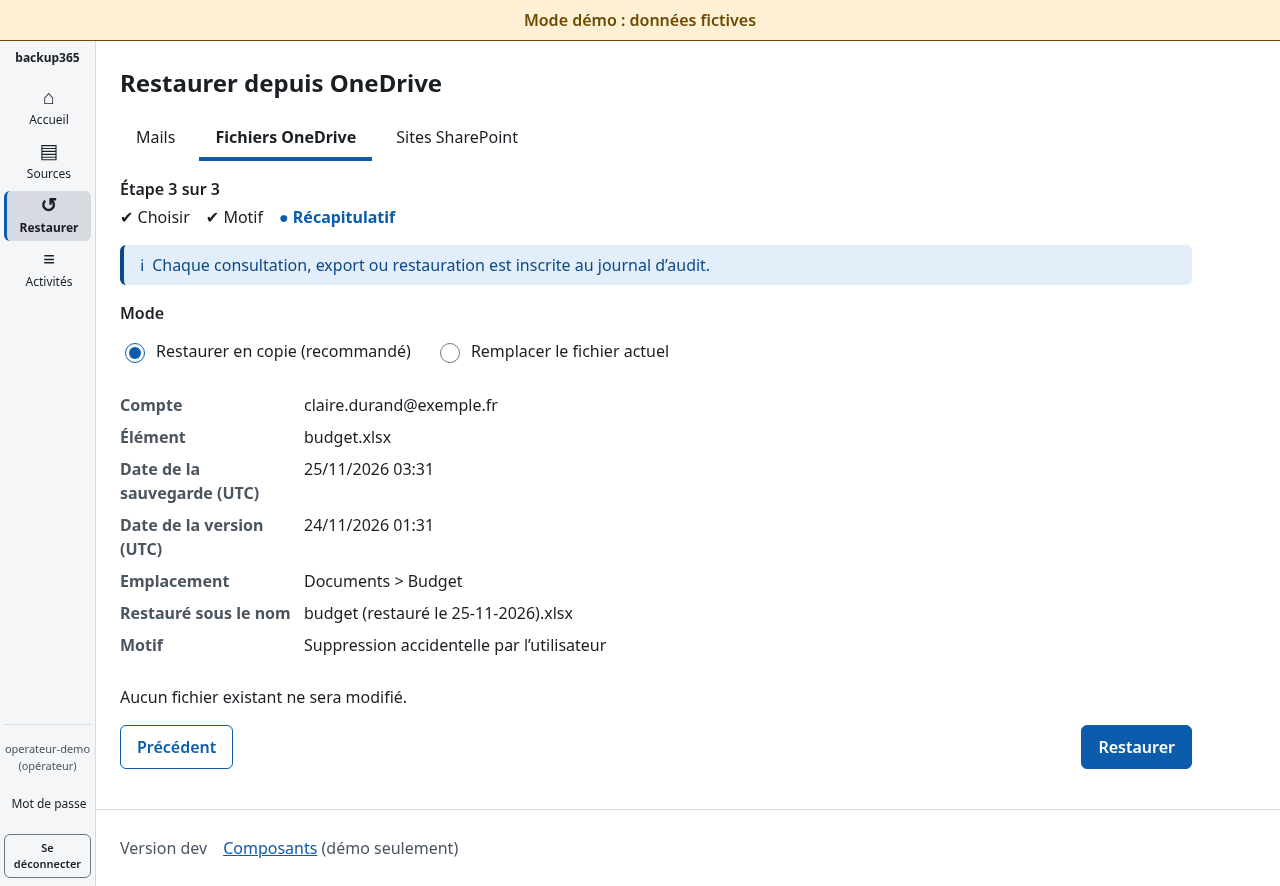 Mode démo : données fictives
backup365
Accueil
Sources
Restaurer
Activités
operateur-demo
(opérateur)
Mot de passe
Se
déconnecter
Restaurer depuis OneDrive
Mails Fichiers OneDrive Sites SharePoint
Étape 3 sur 3
✔ Choisir ✔ Motif ● Récapitulatif
i Chaque consultation, export ou restauration est inscrite au journal d’audit.
Mode
Restaurer en copie (recommandé) Remplacer le fichier actuel
Compte claire.durand@exemple.fr
Élément budget.xlsx
Date de la 25/11/2026 03:31
sauvegarde (UTC)
Date de la version 24/11/2026 01:31
(UTC)
Emplacement Documents > Budget
Restauré sous le nom budget (restauré le 25-11-2026).xlsx
Motif Suppression accidentelle par l’utilisateur
Aucun fichier existant ne sera modifié.
Précédent Restaurer
Version dev Composants (démo seulement)